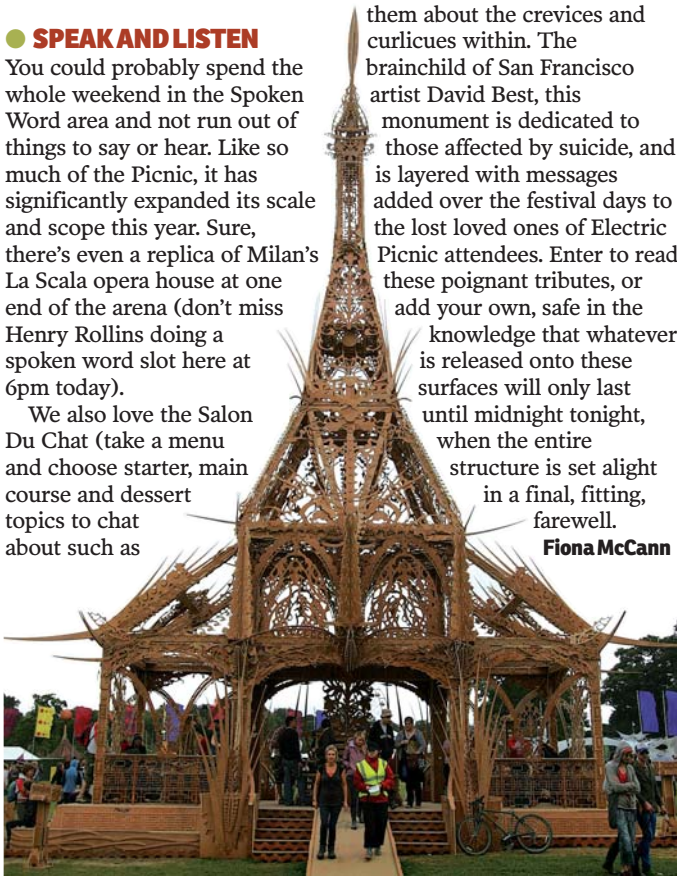 SPEAK AND LISTEN
You could probably spend the
whole weekend in the Spoken
Word area and not run out of
things to say or hear. Like so
much of the Picnic, it has
significantly expanded its scale
and scope this year. Sure,
there's even a replica of Milan's
La Scala opera house at one
end of the arena (don't miss
Henry Rollins doing a
spoken word slot here at
6pm today).
We also love the Salon
Du Chat (take a menu
and choose starter, main
course and dessert
topics to chat
about such as
them about the crevices and
curlicues within. The
brainchild of San Francisco
artist David Best, this
monument is dedicated to
those affected by suicide, and
is layered with messages
added over the festival days to
the lost loved ones of Electric
Picnic attendees. Enter to read
these poignant tributes, or
add your own, safe in the
knowledge that whatever
is released onto these
surfaces will only last
until midnight tonight,
when the entire
structure is set alight
in a final, fitting,
farewell.
Fiona McCann